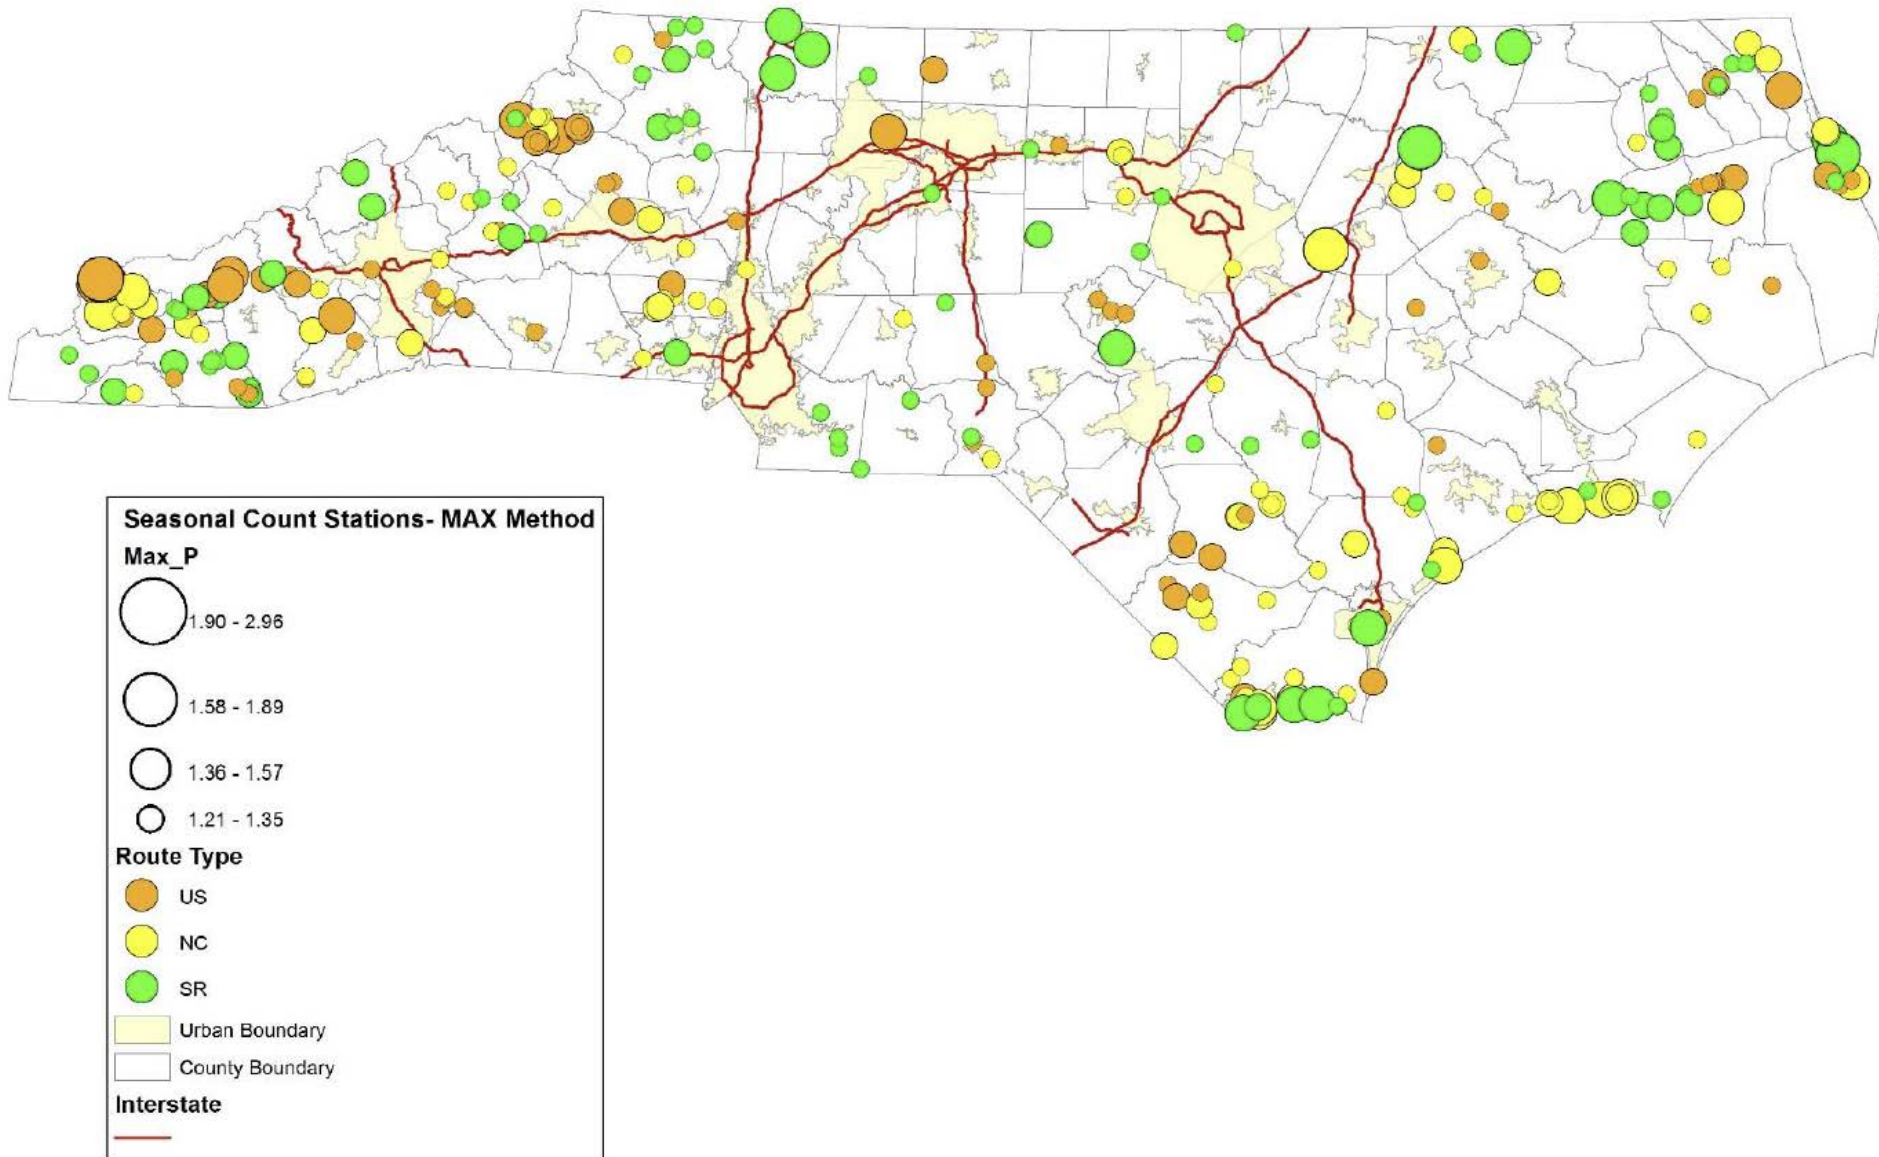 Seasonal Count Stations- MAX Method
Max_P
1.90 - 2.96
1.58 - 1.89
1.36 - 1.57
1.21 - 1.35
Route Type
US
NC
SR
Urban Boundary
County Boundary
Interstate